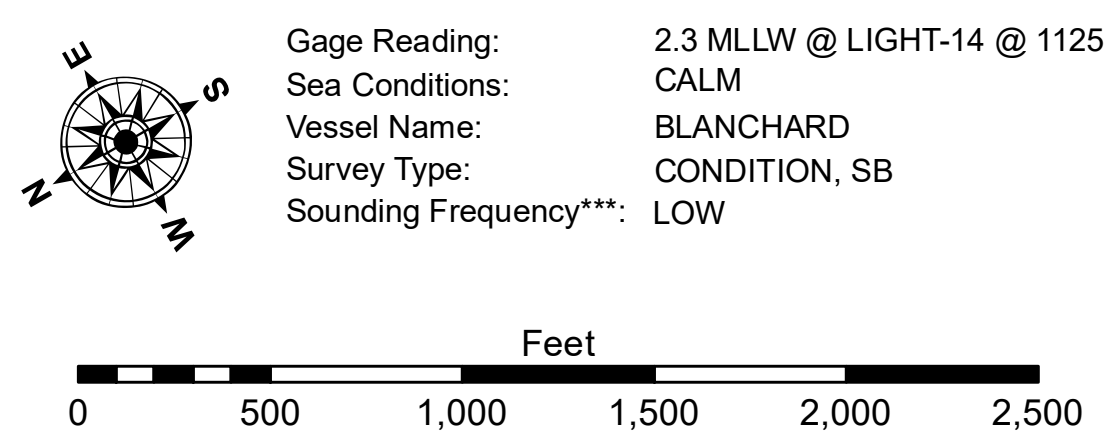 E
S
N
W
Gage Reading: 2.3 MLLW @ LIGHT-14 @ 1125
Sea Conditions: CALM
Vessel Name: BLANCHARD
Survey Type: CONDITION, SB
Sounding Frequency***: LOW
Feet
0 500 1,000 1,500 2,000 2,500